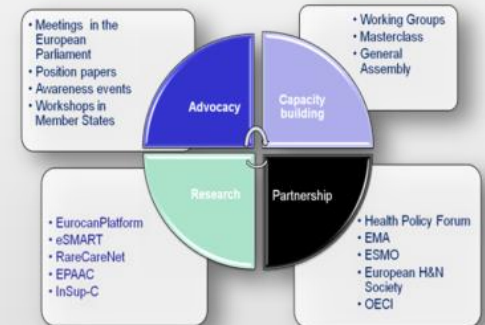 • Meetings in the
European
Parliament
• Position papers
• Awareness events
• Workshops in
Member States
• Working Groups
• Masterclass
• General
Assembly
Advocacy
Capacity
building
Research
Partnership
• EurocanPlatform
• eSMART
• RareCareNet
• EPAAC
• InSup-C
• Health Policy Forum
• EMA
• ESMO
• European H&N
Society
• OECI